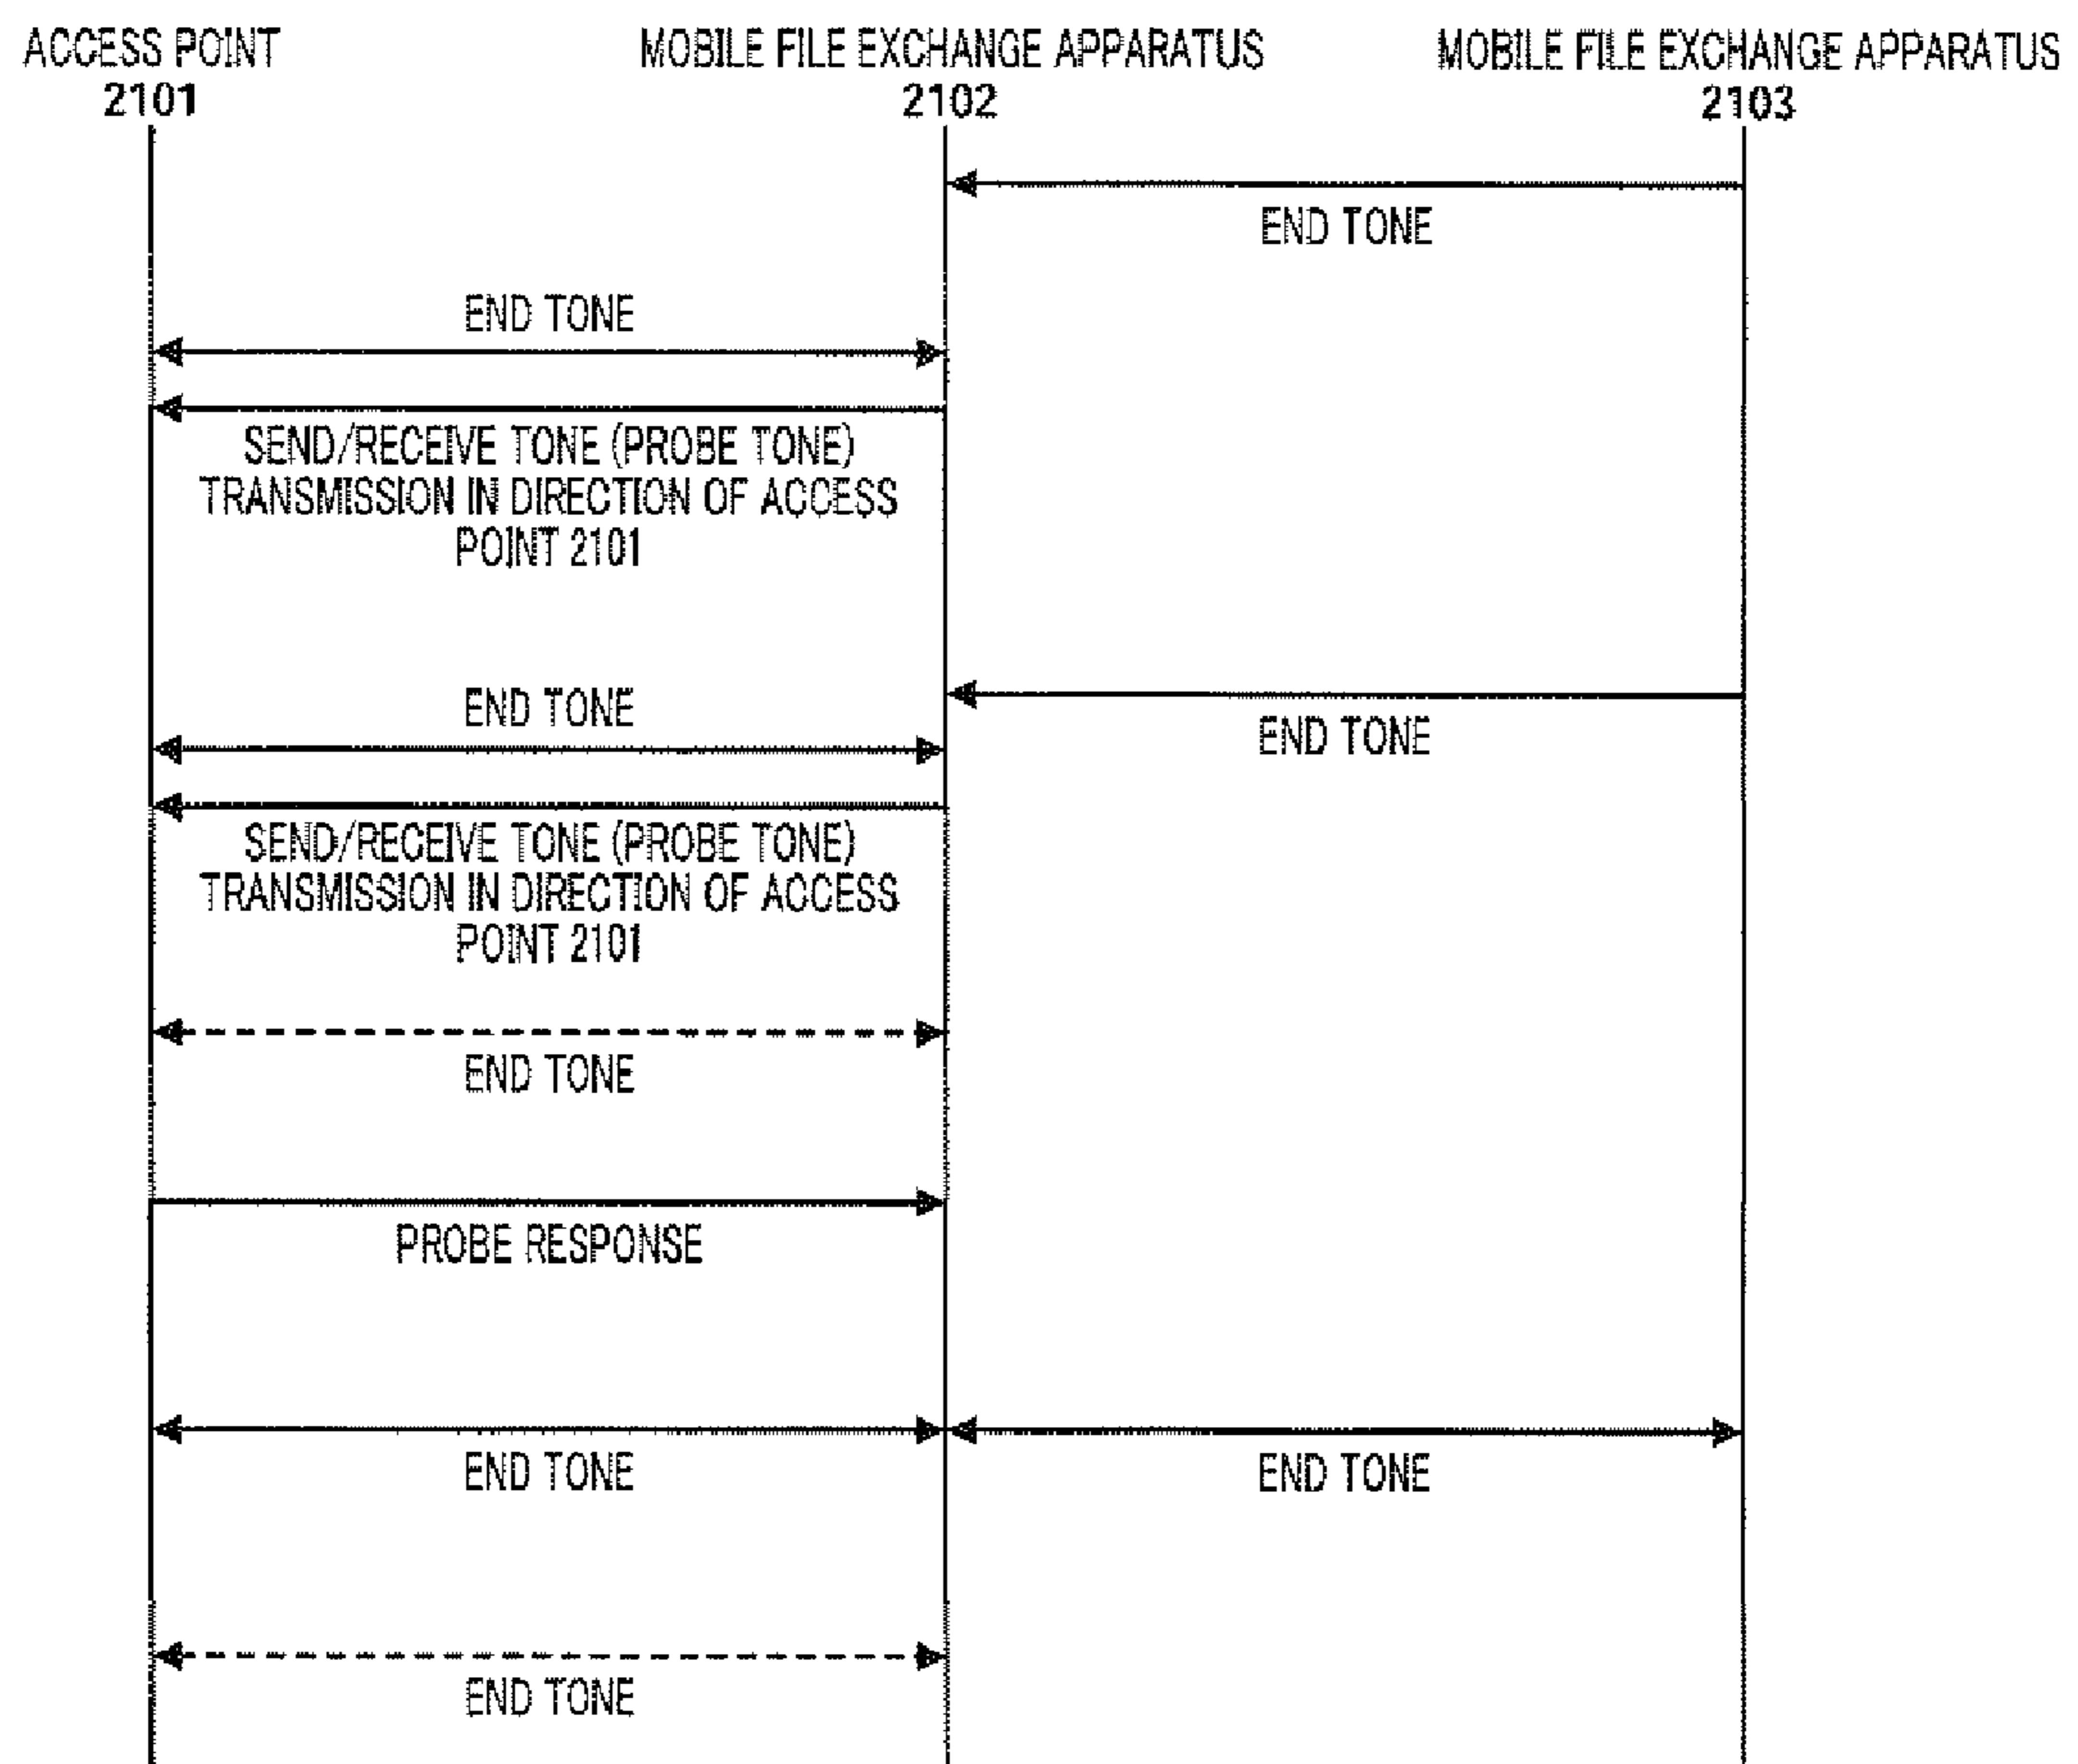 ACCESS POINT
2101
MOBILE FILE EXCHANGE APPARATUS
2102
MOBILE FILE EXCHANGE APPARATUS
2103
END TONE
END TONE
SEND/RECEIVE TONE (PROBE TONE)
TRANSMISSION IN DIRECTION OF ACCESS
POINT 2101
END TONE
END TONE
SEND/RECEIVE TONE (PROBE TONE)
TRANSMISSION IN DIRECTION OF ACCESS
POINT 2101
END TONE
PROBE RESPONSE
END TONE
END TONE
END TONE